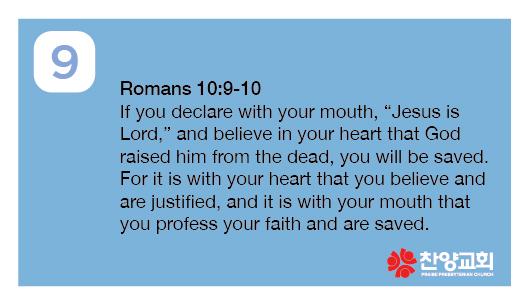 9
Romans 10:9-10
If you declare with your mouth, “Jesus is
Lord,” and believe in your heart that God
raised him from the dead, you will be saved.
For it is with your heart that you believe and
are justified, and it is with your mouth that
you profess your faith and are saved.
찬양교회
PRAISE PRESBYTERIAN CHURCH